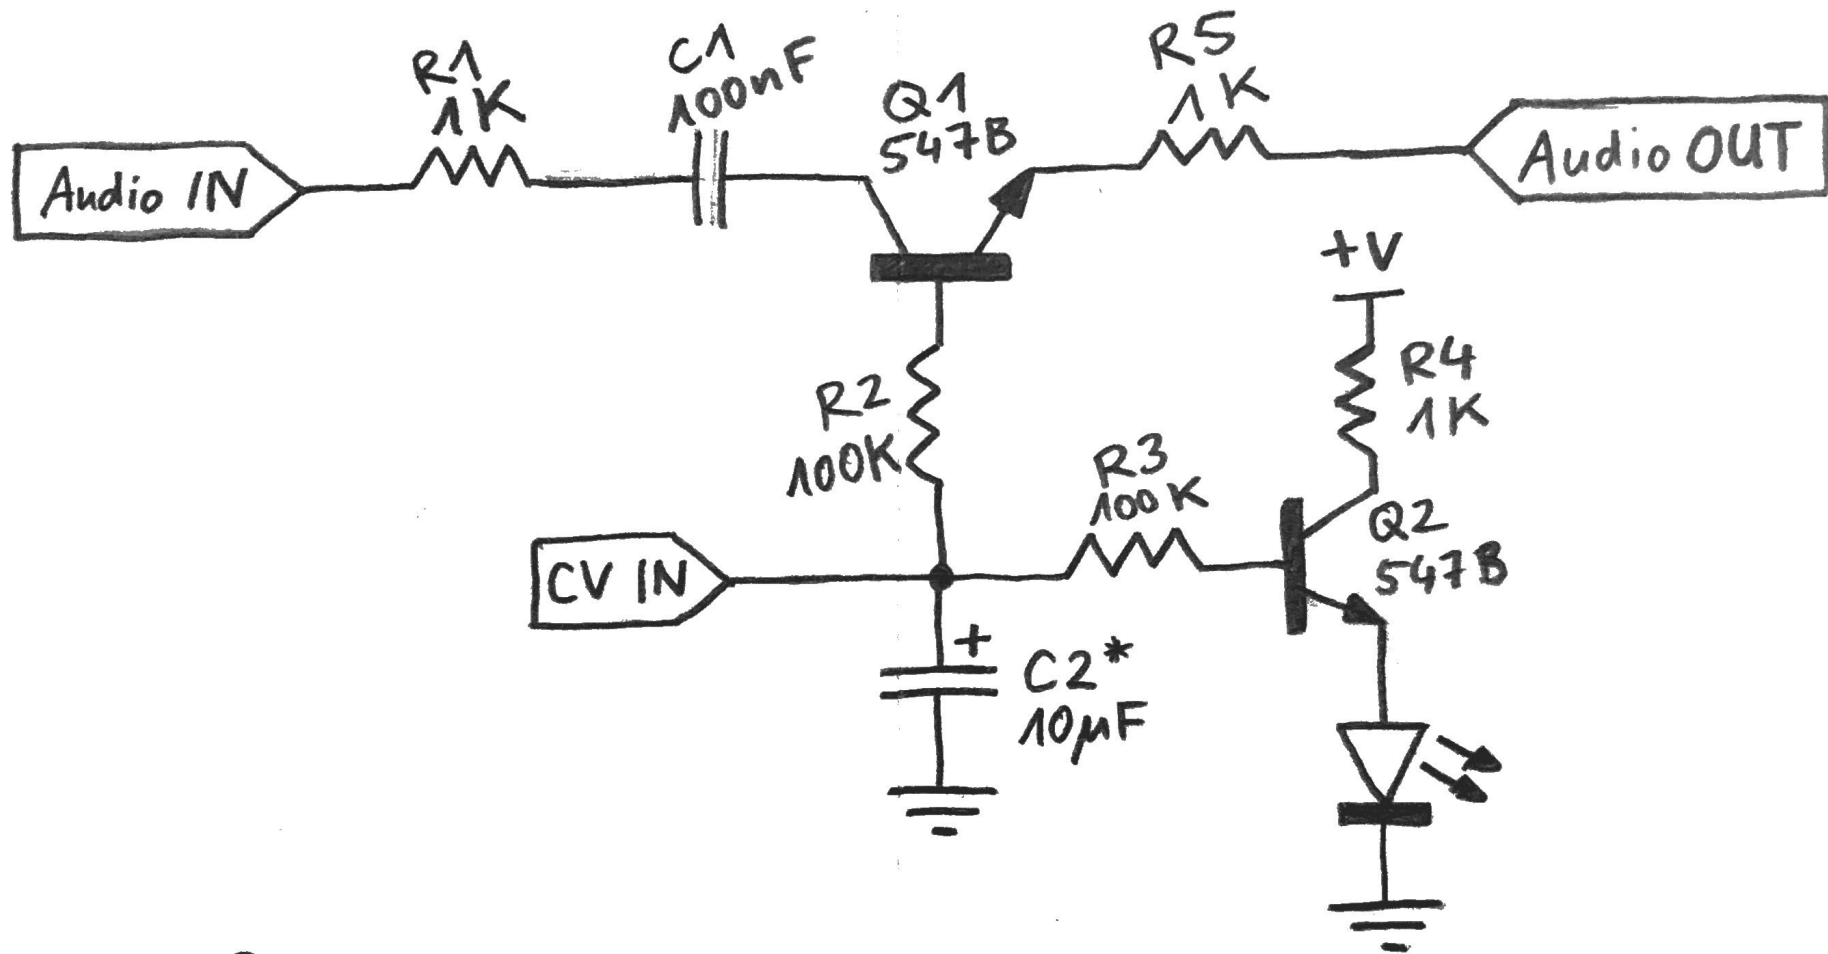 R1
1K
C1
100nF
Q1
547B
R5
1K
Audio IN
Audio OUT
+V
R2
100K
R4
1K
R3
100K
Q2
547B
CV IN
+
C2*
10µF